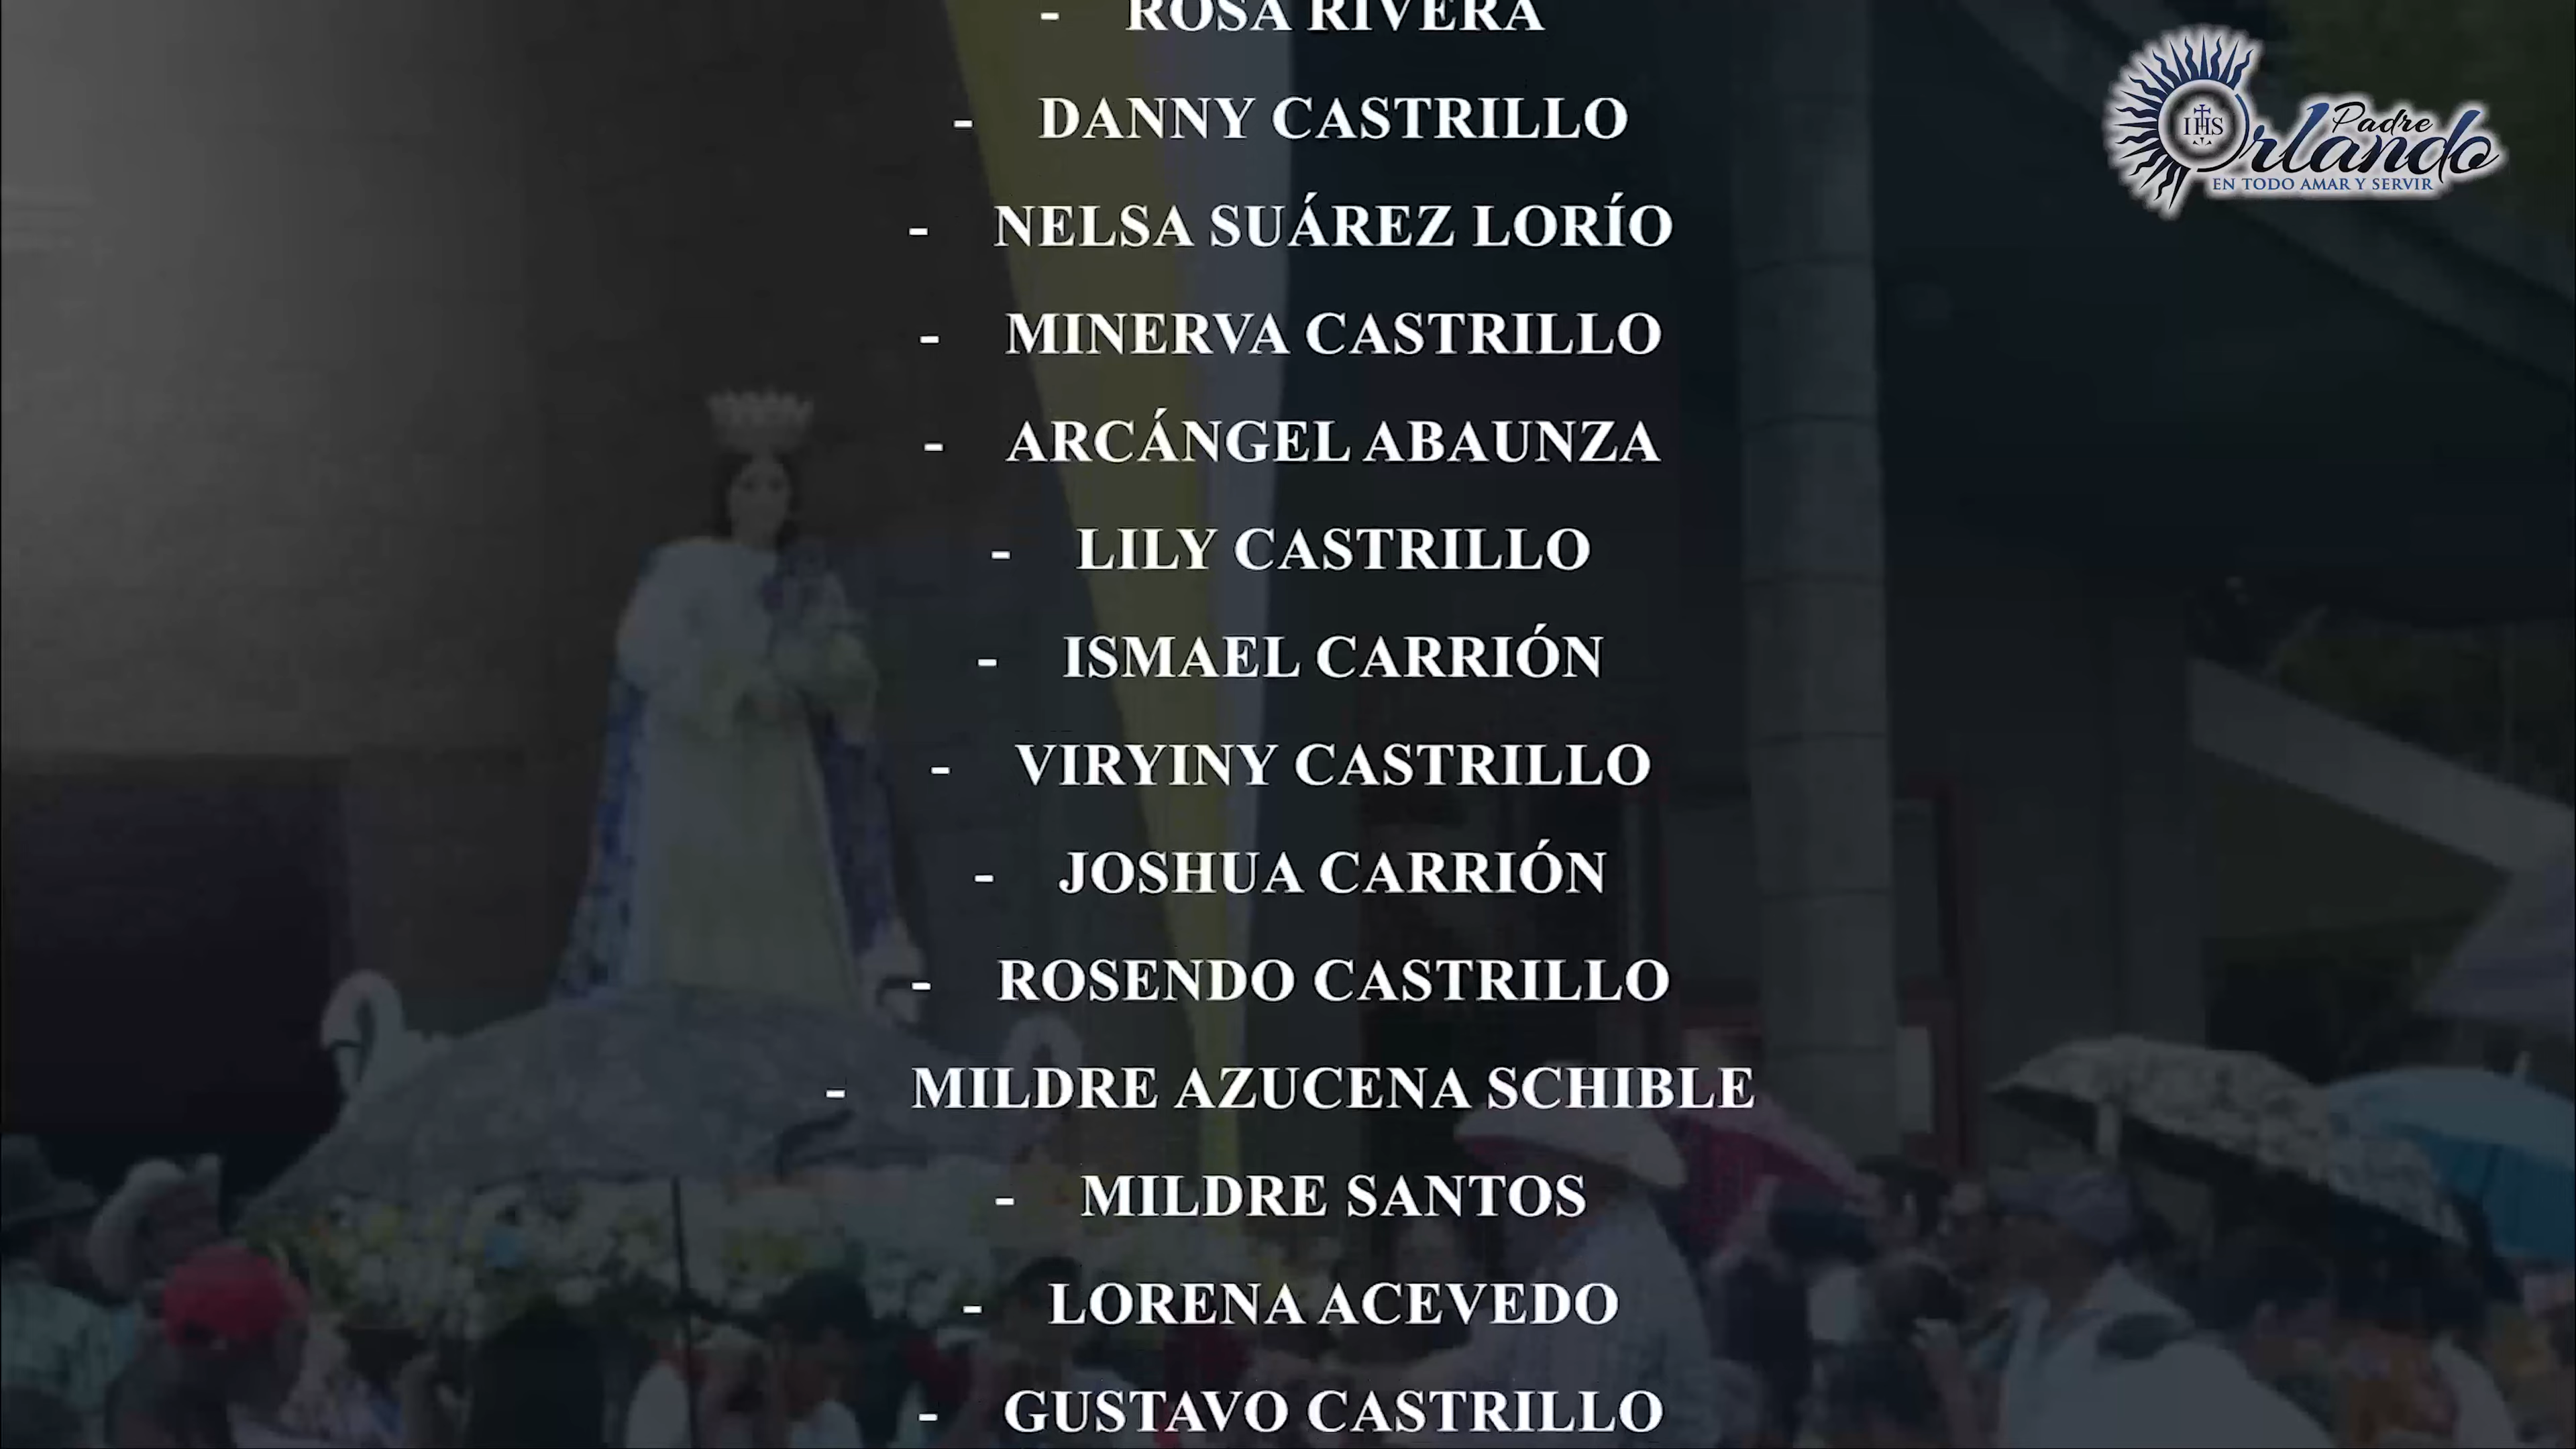 - ROSA RIVERA
- DANNY CASTRILLO
- NELSA SUÁREZ LORÍO
- MINERVA CASTRILLO
- ARCÁNGEL ABAUNZA
- LILY CASTRILLO
- ISMAEL CARRIÓN
- VIRYINY CASTRILLO
- JOSHUA CARRIÓN
- ROSENDO CASTRILLO
- MILDRE AZUCENA SCHIBLE
- MILDRE SANTOS
- LORENA ACEVEDO
- GUSTAVO CASTRILLO
IHS
Padre
Orlando
EN TODO AMAR Y SERVIR